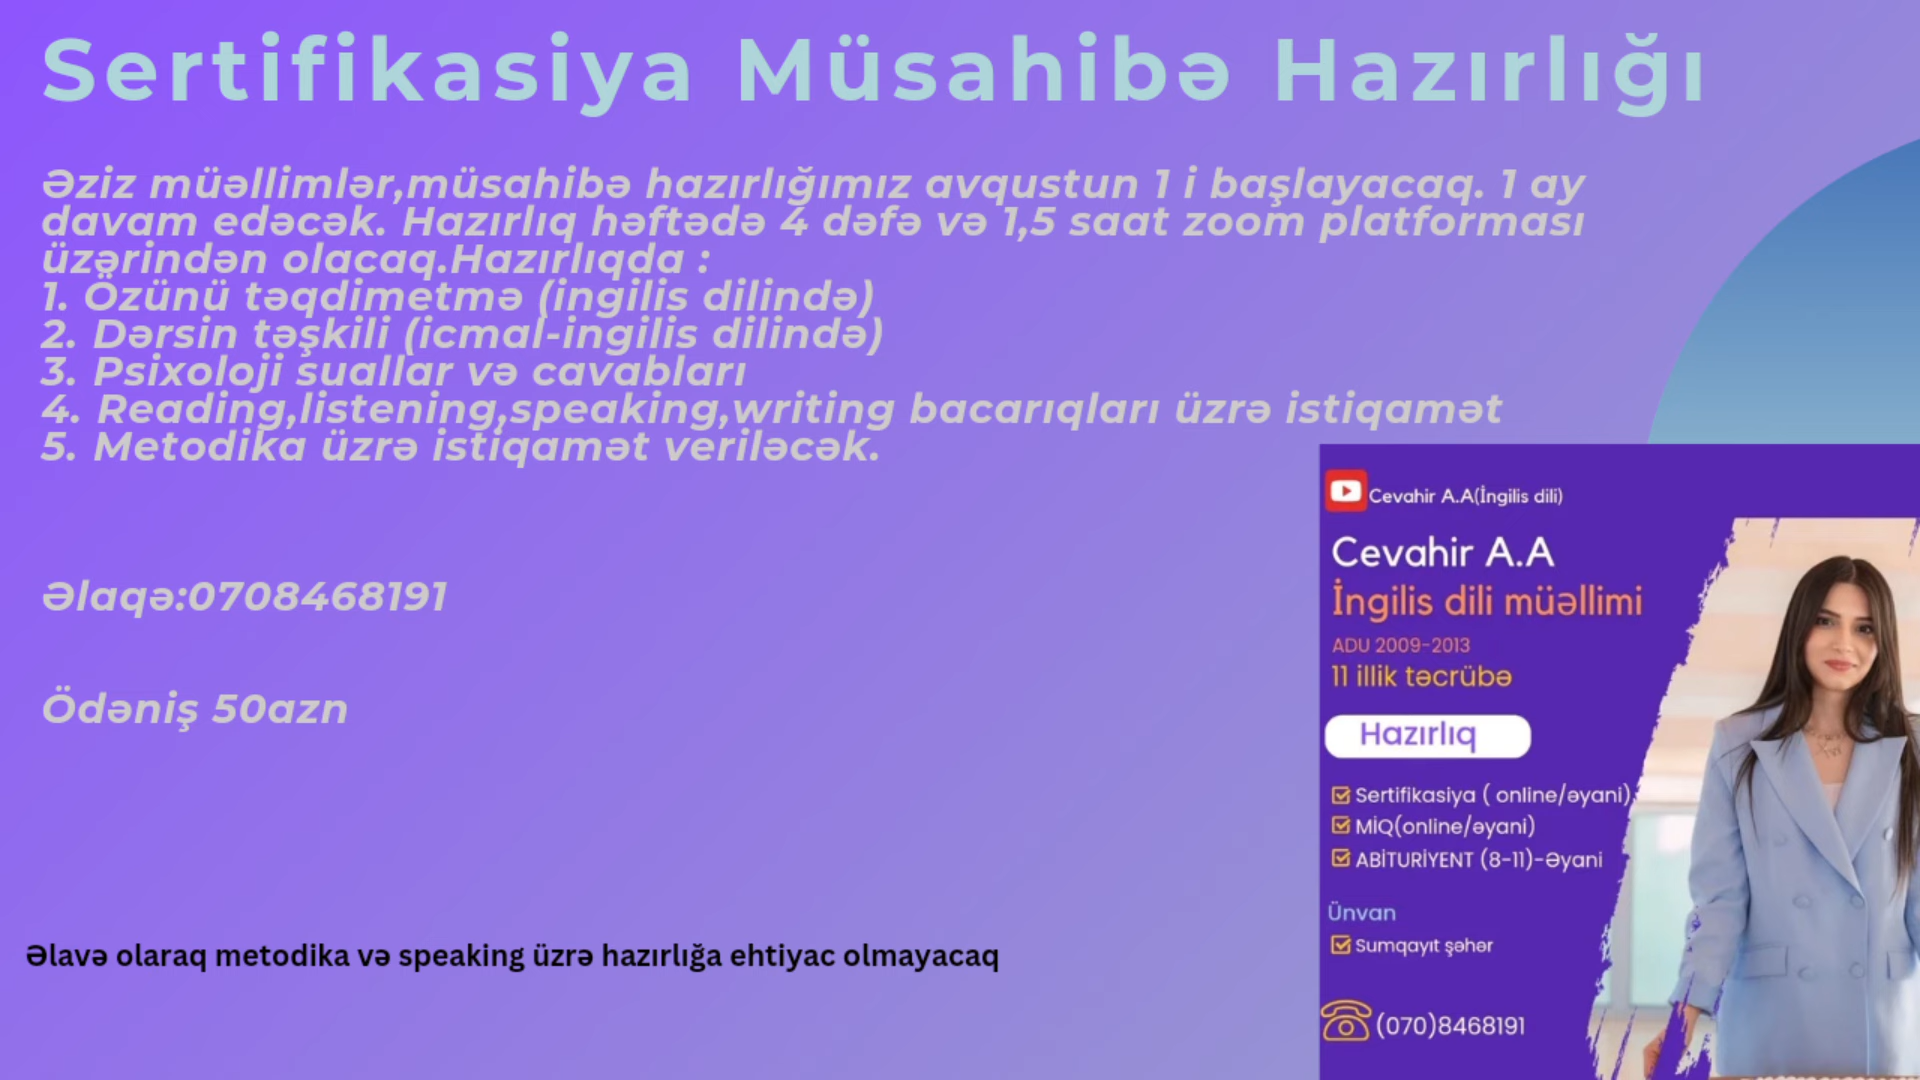 Sertifikasiya Müsahibə Hazırlığı
Əziz müəllimlər,müsahibə hazırlığımız avqustun 1 i başlayacaq. 1 ay
davam edəcək. Hazırlıq həftədə 4 dəfə və 1,5 saat zoom platforması
üzərindən olacaq.Hazırlıqda :
1. Özünü təqdimetmə (ingilis dilində)
2. Dərsin təşkili (icmal-ingilis dilində)
3. Psixoloji suallar və cavabları
4. Reading,listening,speaking,writing bacarıqları üzrə istiqamət
5. Metodika üzrə istiqamət veriləcək.
Əlaqə:0708468191
Ödəniş 50azn
Əlavə olaraq metodika və speaking üzrə hazırlığa ehtiyac olmayacaq
Cevahir A.A(İngilis dili)
Cevahir A.A
İngilis dili müəllimi
ADU 2009-2013
11 illik təcrübə
Hazırlıq
Sertifikasiya ( online/əyani)
MİQ(online/əyani)
ABİTURİYENT (8-11)-Əyani
Ünvan
Sumqayıt şəhər
(070)8468191